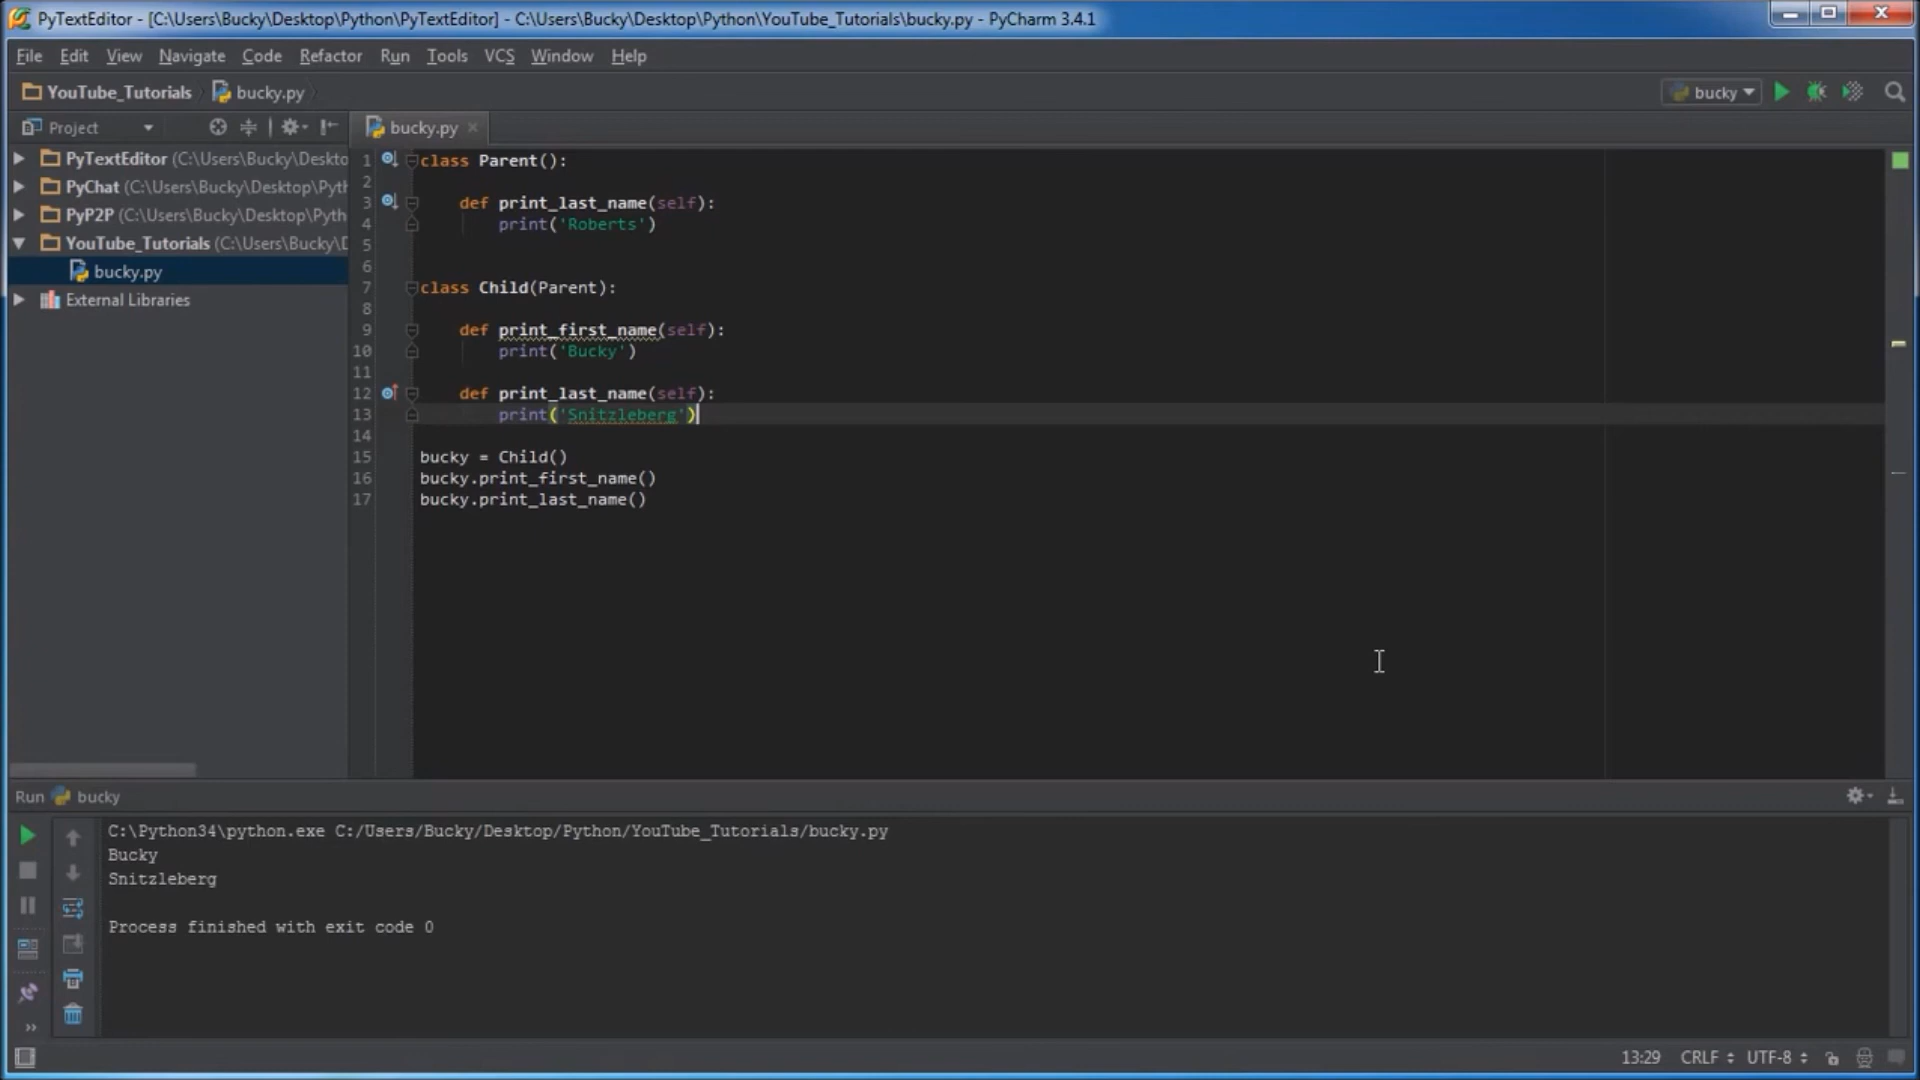 PyTextEditor - [C:\Users\Bucky\Desktop\Python\PyTextEditor] - C:\Users\Bucky\Desktop\Python\YouTube_Tutorials\bucky.py - PyCharm 3.4.1
File Edit View Navigate Code Refactor Run Tools VCS Window Help
YouTube_Tutorials bucky.py
bucky
Project
bucky.py
PyTextEditor (C:\Users\Bucky\Deskto
PyChat (C:\Users\Bucky\Desktop\Pyth
PyP2P (C:\Users\Bucky\Desktop\Pyth
YouTube_Tutorials (C:\Users\Bucky\D
bucky.py
External Libraries
1 class Parent():
2
3 def print_last_name(self):
4 print('Roberts')
5
6
7 class Child(Parent):
8
9 def print_first_name(self):
10 print('Bucky')
11
12 def print_last_name(self):
13 print('Snitzleberg')
14
15 bucky = Child()
16 bucky.print_first_name()
17 bucky.print_last_name()
Run bucky
C:\Python34\python.exe C:/Users/Bucky/Desktop/Python/YouTube_Tutorials/bucky.py
Bucky
Snitzleberg
Process finished with exit code 0
13:29 CRLF UTF-8